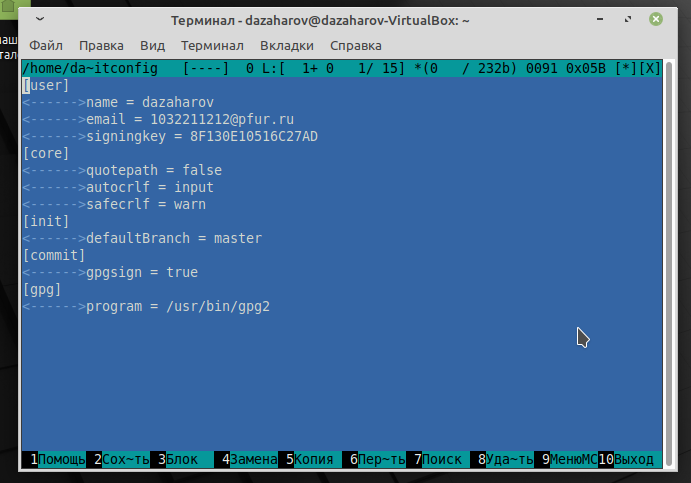 Терминал - dazaharov@dazaharov-VirtualBox: ~
Файл Правка Вид Терминал Вкладки Справка
/home/da~itconfig [----] 0 L:[ 1+ 0 1/ 15] *(0 / 232b) 0091 0x05B [*][X]
[user]
<------>name = dazaharov
<------>email = 1032211212@pfur.ru
<------>signingkey = 8F130E10516C27AD
[core]
<------>quotepath = false
<------>autocrlf = input
<------>safecrlf = warn
[init]
<------>defaultBranch = master
[commit]
<------>gpgsign = true
[gpg]
<------>program = /usr/bin/gpg2
1Помощь 2Сох~ть 3Блок 4Замена 5Копия 6Пер~ть 7Поиск 8Уда~ть 9МенюMC 10Выход